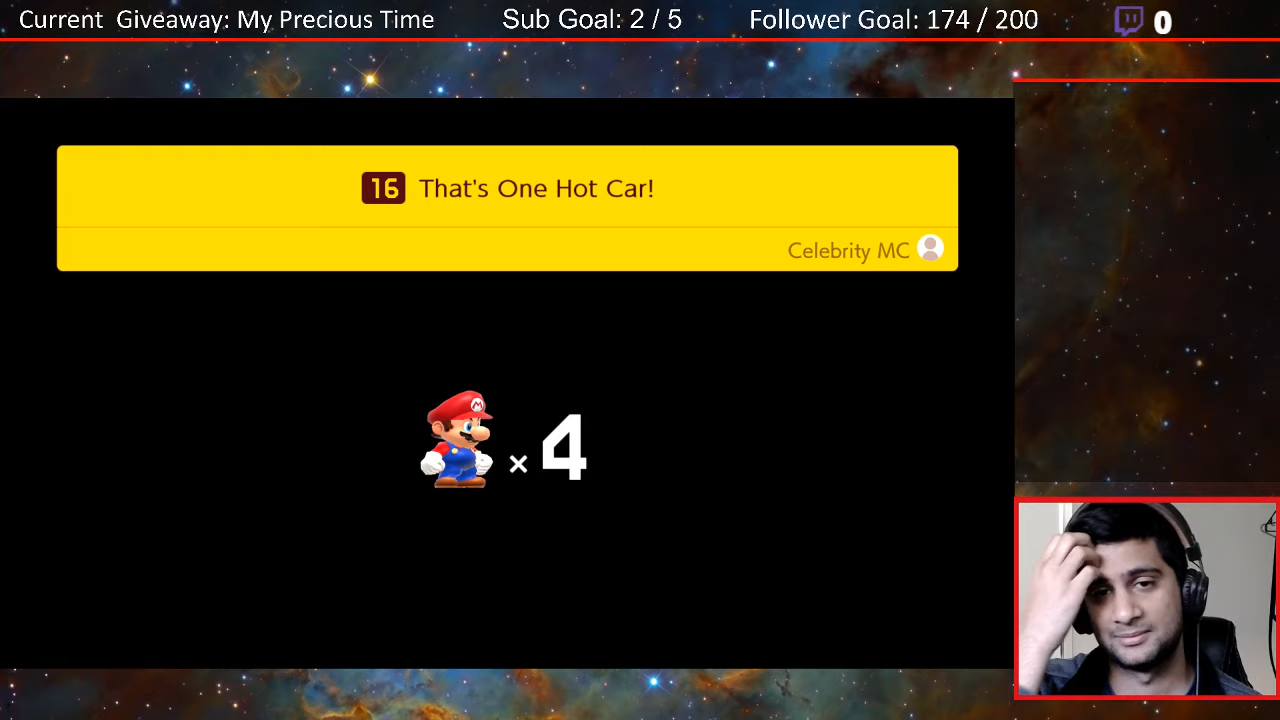 Current Giveaway: My Precious Time
Sub Goal: 2 / 5
Follower Goal: 174 / 200
0
16 That's One Hot Car!
Celebrity MC
M
× 4